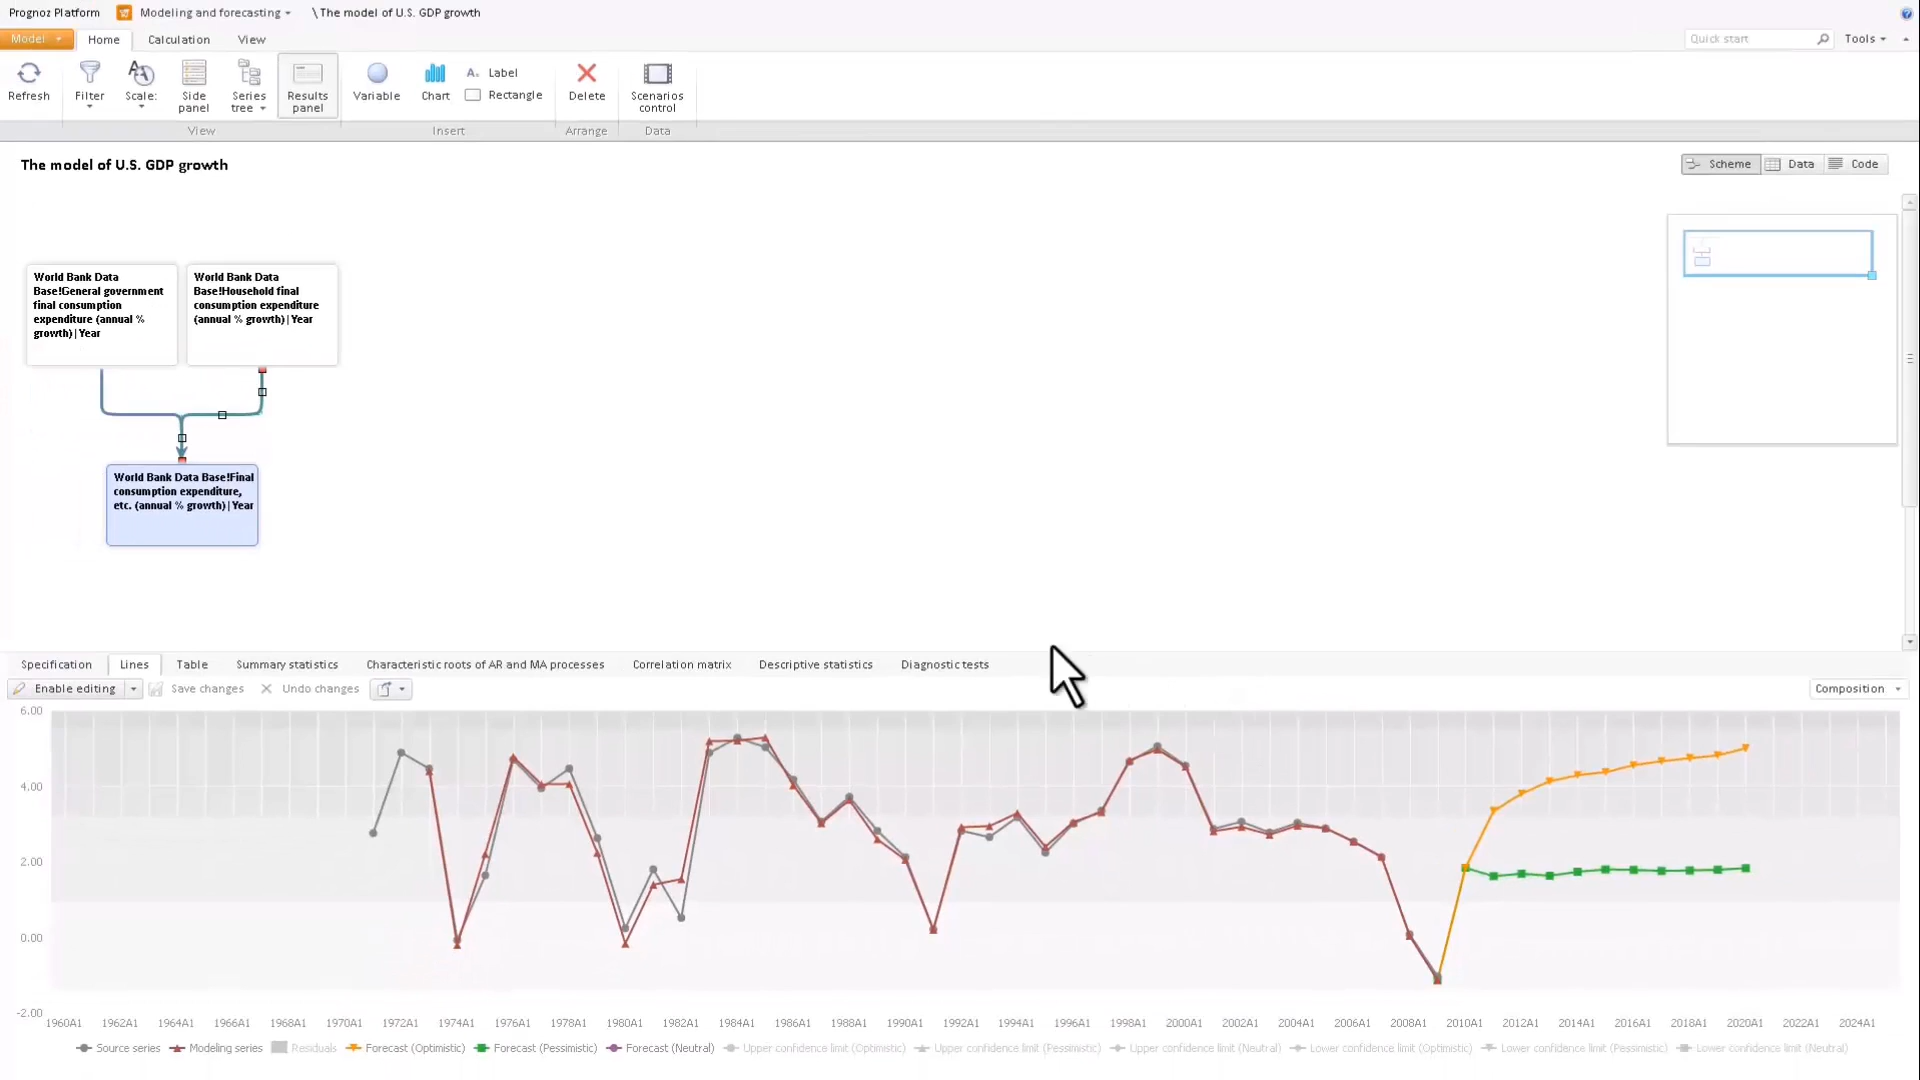 Prognoz Platform Modeling and forecasting \ The model of U.S. GDP growth
Model Home Calculation View Quick start Tools
Refresh Filter Scale: Side panel Series tree Results panel Variable Chart Label Rectangle Delete Scenarios control
View Insert Arrange Data
The model of U.S. GDP growth Scheme Data Code
World Bank Data
Base!General government
final consumption
expenditure (annual %
growth)|Year
World Bank Data
Base!Household final
consumption expenditure
(annual % growth)|Year
World Bank Data Base!Final
consumption expenditure,
etc. (annual % growth)|Year
Specification Lines Table Summary statistics Characteristic roots of AR and MA processes Correlation matrix Descriptive statistics Diagnostic tests
Enable editing Save changes Undo changes Composition
6.00
4.00
2.00
0.00
-2.00
1960A1 1962A1 1964A1 1966A1 1968A1 1970A1 1972A1 1974A1 1976A1 1978A1 1980A1 1982A1 1984A1 1986A1 1988A1 1990A1 1992A1 1994A1 1996A1 1998A1 2000A1 2002A1 2004A1 2006A1 2008A1 2010A1 2012A1 2014A1 2016A1 2018A1 2020A1 2022A1 2024A1
Source series Modeling series Residuals Forecast (Optimistic) Forecast (Pessimistic) Forecast (Neutral) Upper confidence limit (Optimistic) Upper confidence limit (Pessimistic) Upper confidence limit (Neutral) Lower confidence limit (Optimistic) Lower confidence limit (Pessimistic) Lower confidence limit (Neutral)